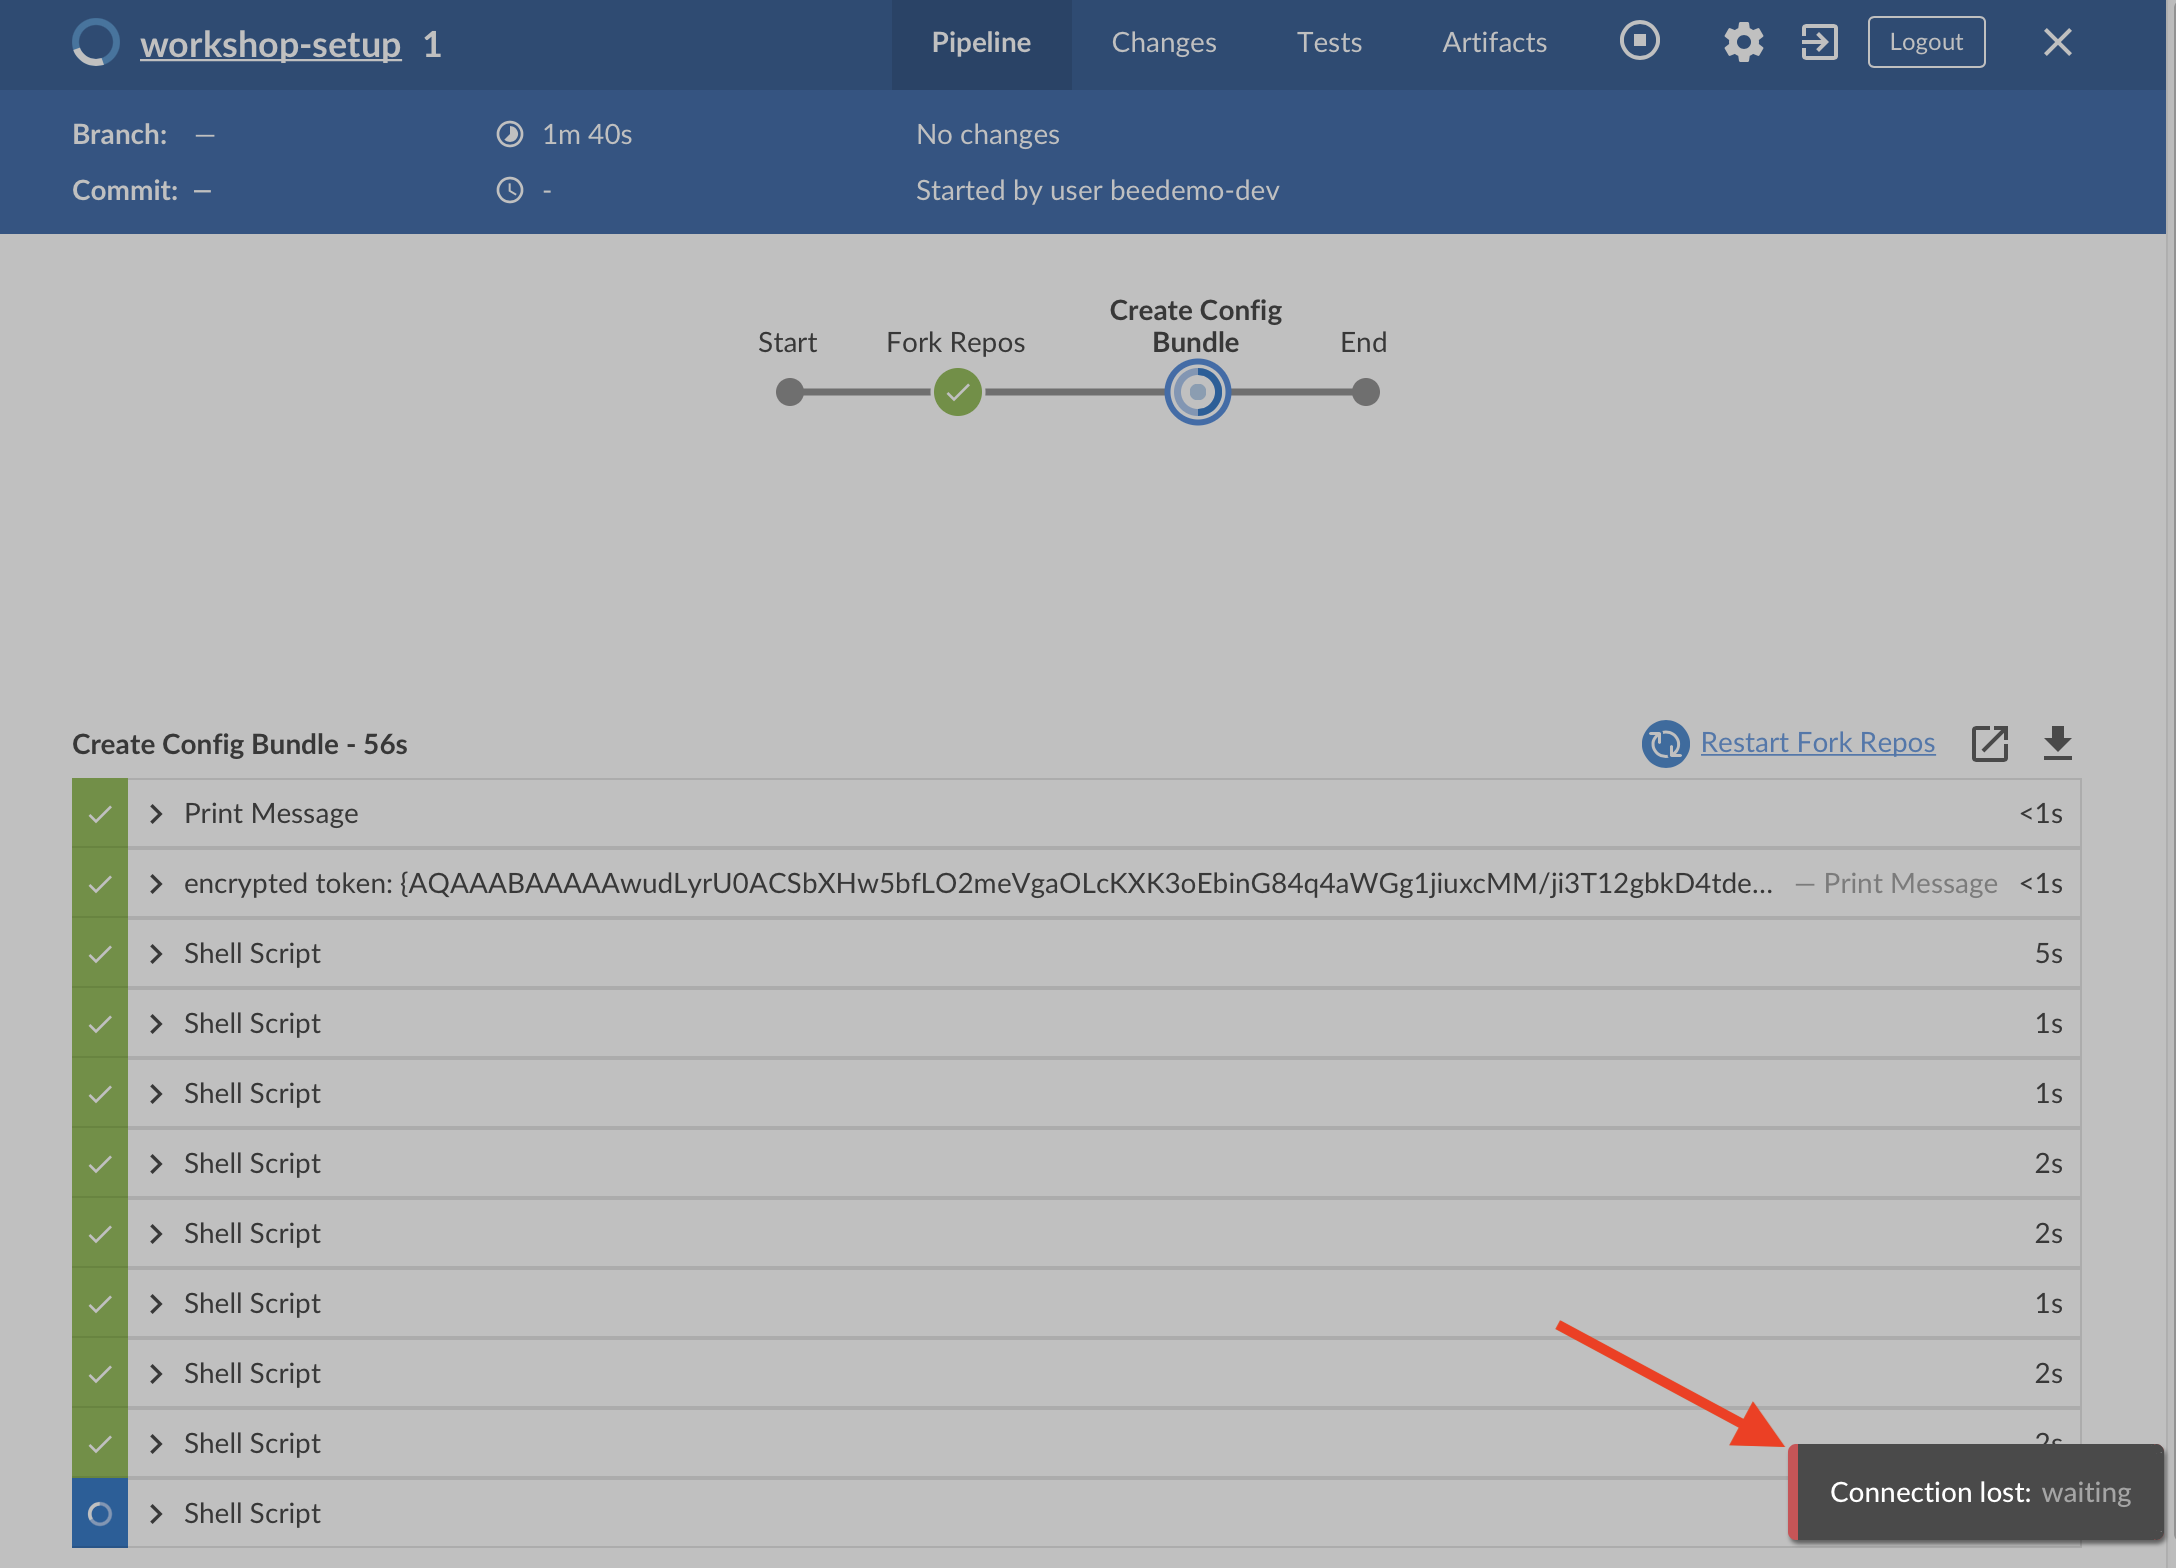 workshop-setup 1
Pipeline Changes Tests Artifacts Logout
Branch: — 1m 40s No changes
Commit: — - Started by user beedemo-dev
Start Fork Repos Create Config Bundle End
Create Config Bundle - 56s Restart Fork Repos
Print Message <1s
encrypted token: {AQAAABAAAAAwudLyrU0ACSbXHw5bfLO2meVgaOLcKXK3oEbinG84q4aWGg1jiuxcMM/ji3T12gbkD4tde... — Print Message <1s
Shell Script 5s
Shell Script 1s
Shell Script 1s
Shell Script 2s
Shell Script 2s
Shell Script 1s
Shell Script 2s
Shell Script 2s
Shell Script
Connection lost: waiting